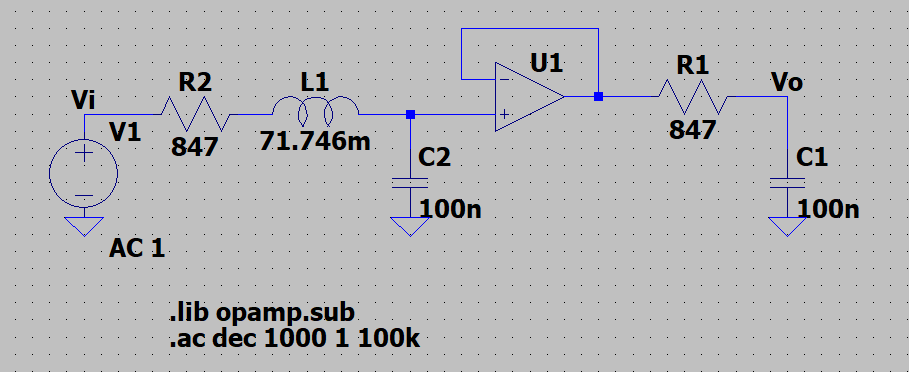 R2
L1
U1
R1
Vi
Vo
V1
847
71.746m
847
C2
C1
100n
100n
AC 1
.lib opamp.sub
.ac dec 1000 1 100k